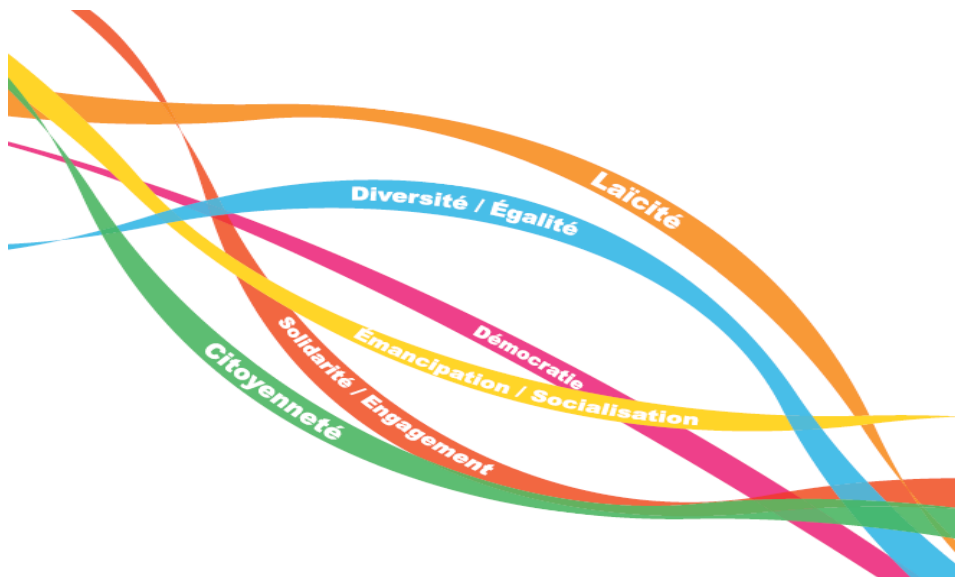 Laïcité
Diversité / Égalité
Démocratie
Émancipation / Socialisation
Solidarité / Engagement
Citoyenneté